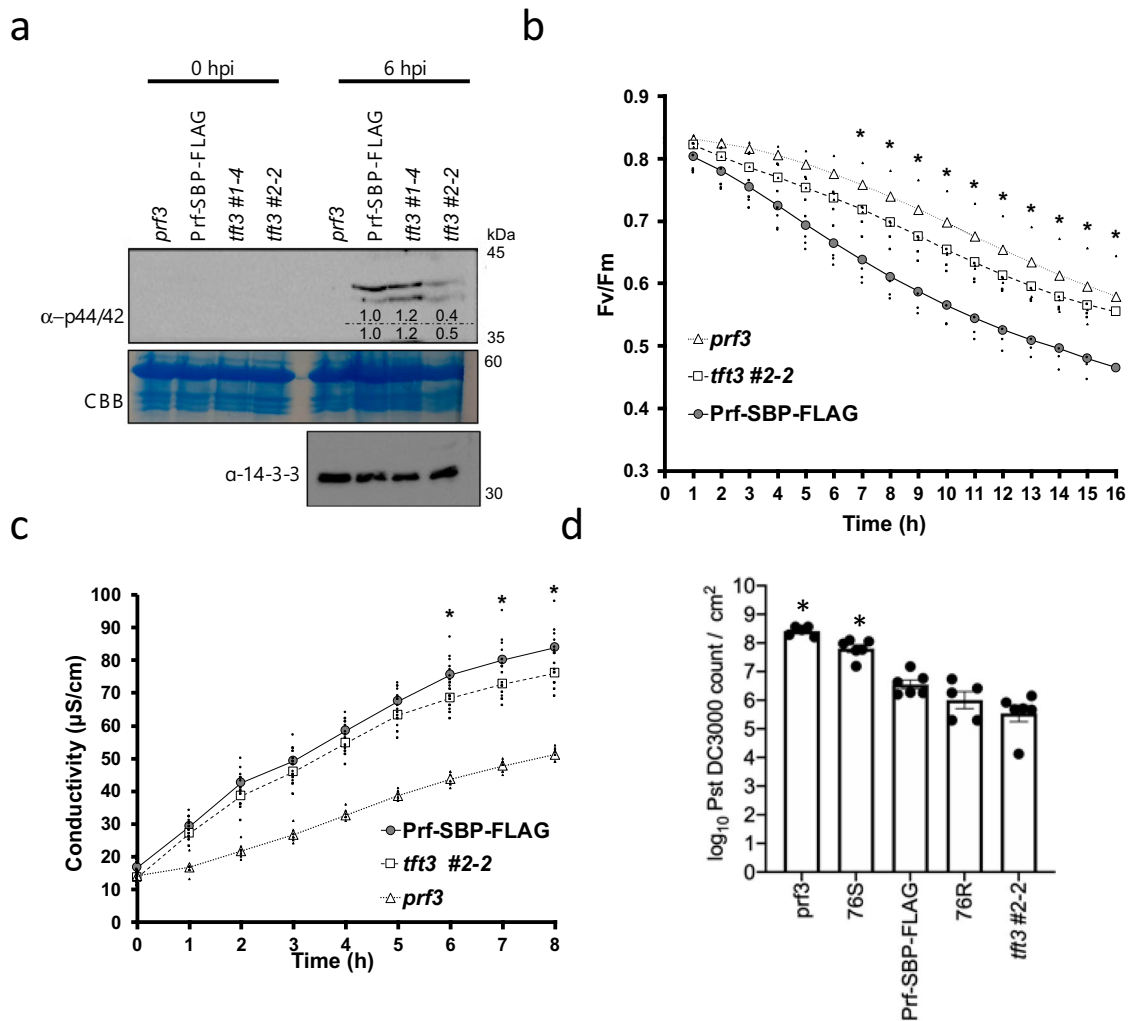 a
0 hpi
6 hpi
prf3
Prf-SBP-FLAG
tft3 #1-4
tft3 #2-2
prf3
Prf-SBP-FLAG
tft3 #1-4
tft3 #2-2
kDa
45
α–p44/42
1.0 1.2 0.4
1.0 1.2 0.5
35
60
CBB
α-14-3-3
30
b
0.9
0.8
0.7
0.6
0.5
0.4
0.3
Fv/Fm
* * * * * * * * * *
prf3
tft3 #2-2
Prf-SBP-FLAG
0 1 2 3 4 5 6 7 8 9 10 11 12 13 14 15 16
Time (h)
c
100
90
80
70
60
50
40
30
20
10
0
Conductivity (µS/cm)
* * *
Prf-SBP-FLAG
tft3 #2-2
prf3
0 1 2 3 4 5 6 7 8
Time (h)
d
10
9
8
7
6
5
4
3
2
1
0
log10 Pst DC3000 count / cm2
* *
prf3
76S
Prf-SBP-FLAG
76R
tft3 #2-2